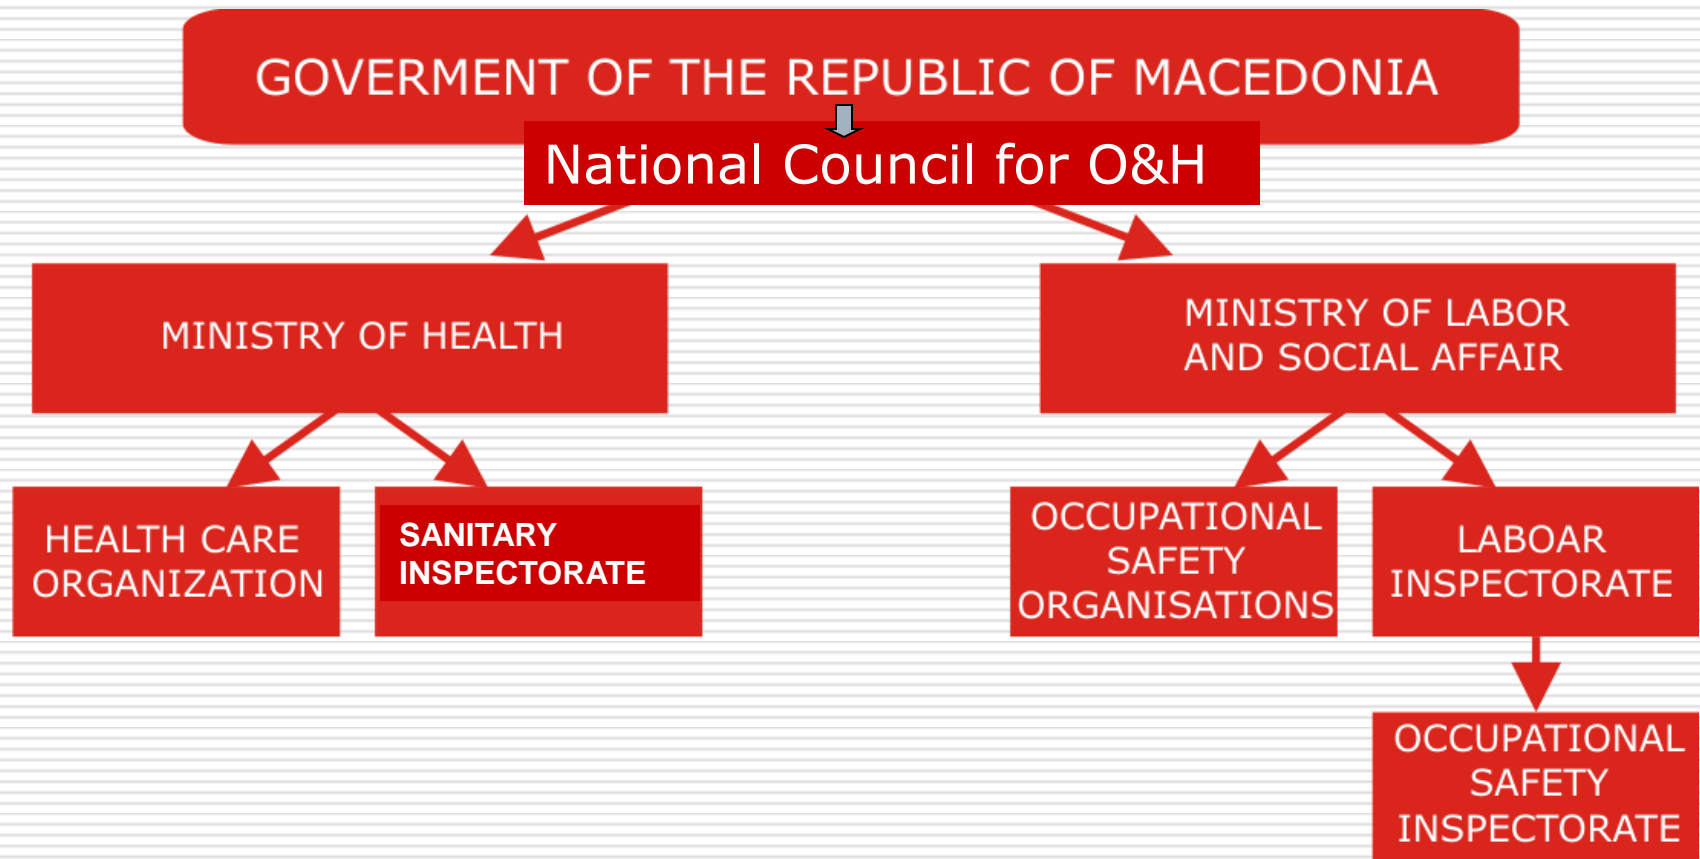 GOVERMENT OF THE REPUBLIC OF MACEDONIA
National Council for O&H
MINISTRY OF HEALTH
MINISTRY OF LABOR
AND SOCIAL AFFAIR
HEALTH CARE
ORGANIZATION
SANITARY
INSPECTORATE
OCCUPATIONAL
SAFETY
ORGANISATIONS
LABOAR
INSPECTORATE
OCCUPATIONAL
SAFETY
INSPECTORATE